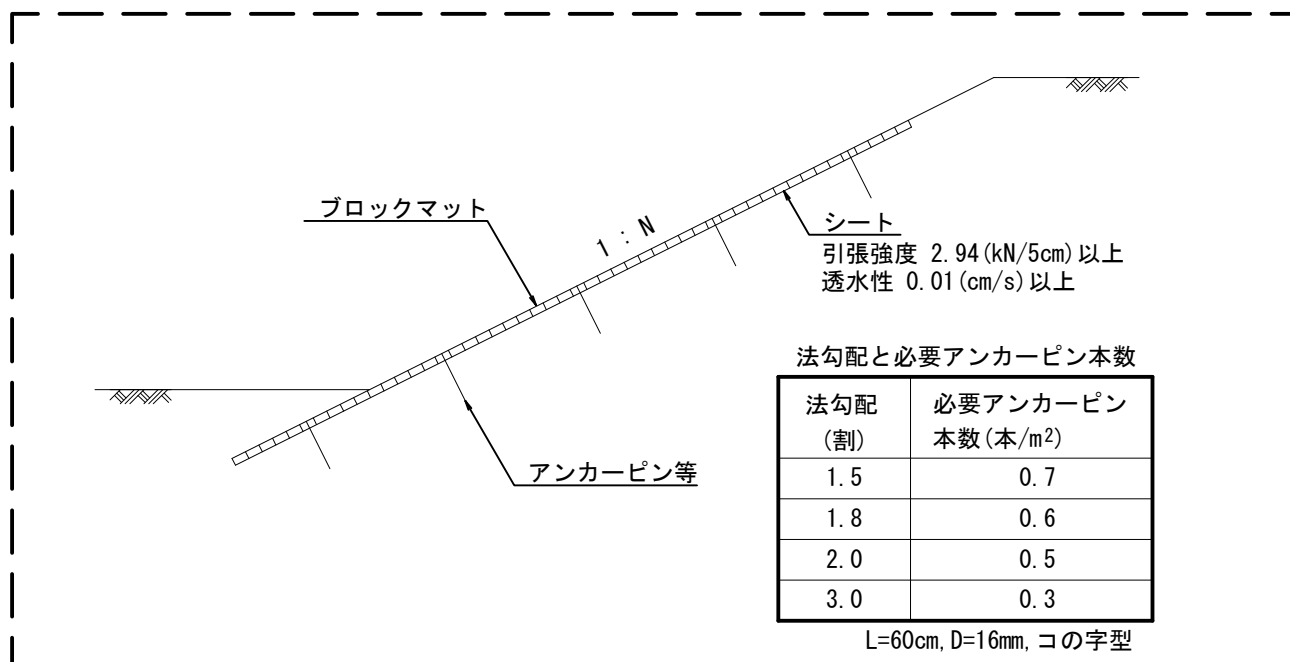 ブロックマット
1：N
シート
引張強度 2.94(kN/5cm)以上
透水性 0.01(cm/s)以上
アンカーピン等
法勾配と必要アンカーピン本数
法勾配 必要アンカーピン
(割) 本数(本/m²)
1.5 0.7
1.8 0.6
2.0 0.5
3.0 0.3
L=60cm, D=16mm, コの字型